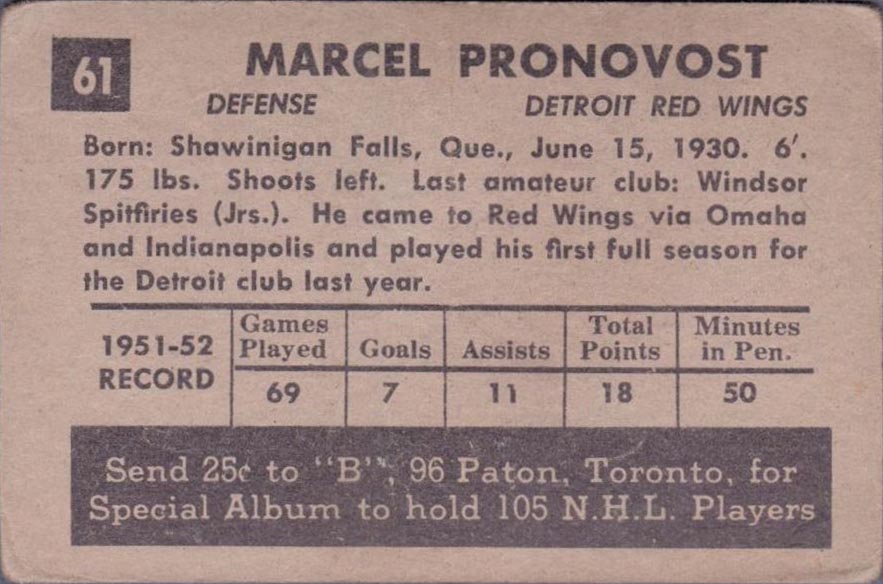 61
MARCEL PRONOVOST
DEFENSE DETROIT RED WINGS
Born: Shawinigan Falls, Que., June 15, 1930. 6'.
175 lbs. Shoots left. Last amateur club: Windsor
Spitfiries (Jrs.). He came to Red Wings via Omaha
and Indianapolis and played his first full season for
the Detroit club last year.
1951-52 RECORD
Games Played Goals Assists Total Points Minutes in Pen.
69 7 11 18 50
Send 25¢ to "B", 96 Paton, Toronto, for
Special Album to hold 105 N.H.L. Players